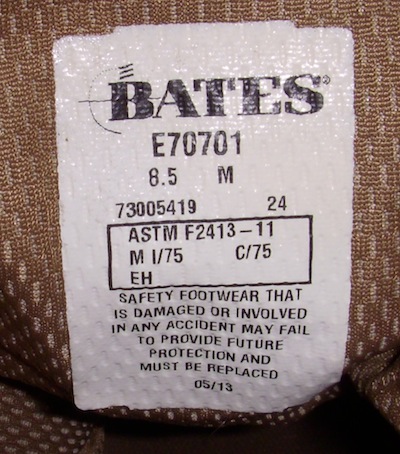 BATES®
E70701
8.5 M
73005419 24
ASTM F2413-11
M I/75 C/75
EH
SAFETY FOOTWEAR THAT
IS DAMAGED OR INVOLVED
IN ANY ACCIDENT MAY FAIL
TO PROVIDE FUTURE
PROTECTION AND
MUST BE REPLACED
05/13